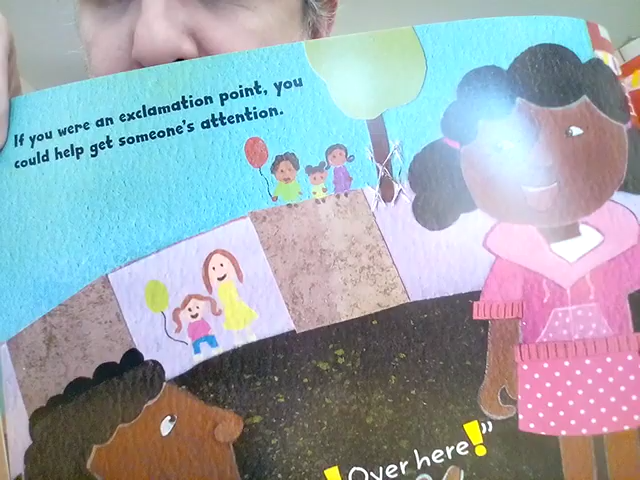 If you were an exclamation point, you
could help get someone's attention.
! Over here!”